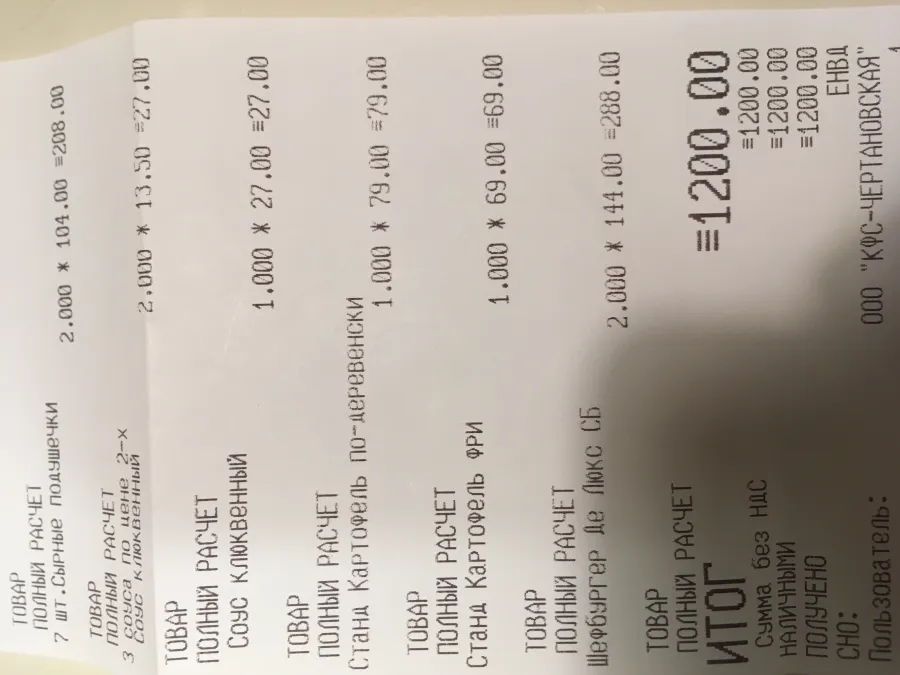 7 шт.Сырные подушечки
2.000 * 104.00 ≡208.00
ТОВАР
ПОЛНЫЙ РАСЧЕТ
3 соуса по цене 2-х
Соус клюквенный
2.000 * 13.50 ≡27.00
ТОВАР
ПОЛНЫЙ РАСЧЕТ
Соус клюквенный
1.000 * 27.00 ≡27.00
ТОВАР
ПОЛНЫЙ РАСЧЕТ
Станд Картофель по-деревенски
1.000 * 79.00 ≡79.00
ТОВАР
ПОЛНЫЙ РАСЧЕТ
Станд Картофель ФРИ
1.000 * 69.00 ≡69.00
ТОВАР
ПОЛНЫЙ РАСЧЕТ
Шефбургер Де Люкс СБ
2.000 * 144.00 ≡288.00
ТОВАР
ПОЛНЫЙ РАСЧЕТ
ИТОГ ≡1200.00
Сумма без НДС ≡1200.00
НАЛИЧНЫМИ ≡1200.00
ПОЛУЧЕНО ≡1200.00
СНО: ЕНВД
Пользователь:
ООО "КФС-ЧЕРТАНОВСКАЯ"